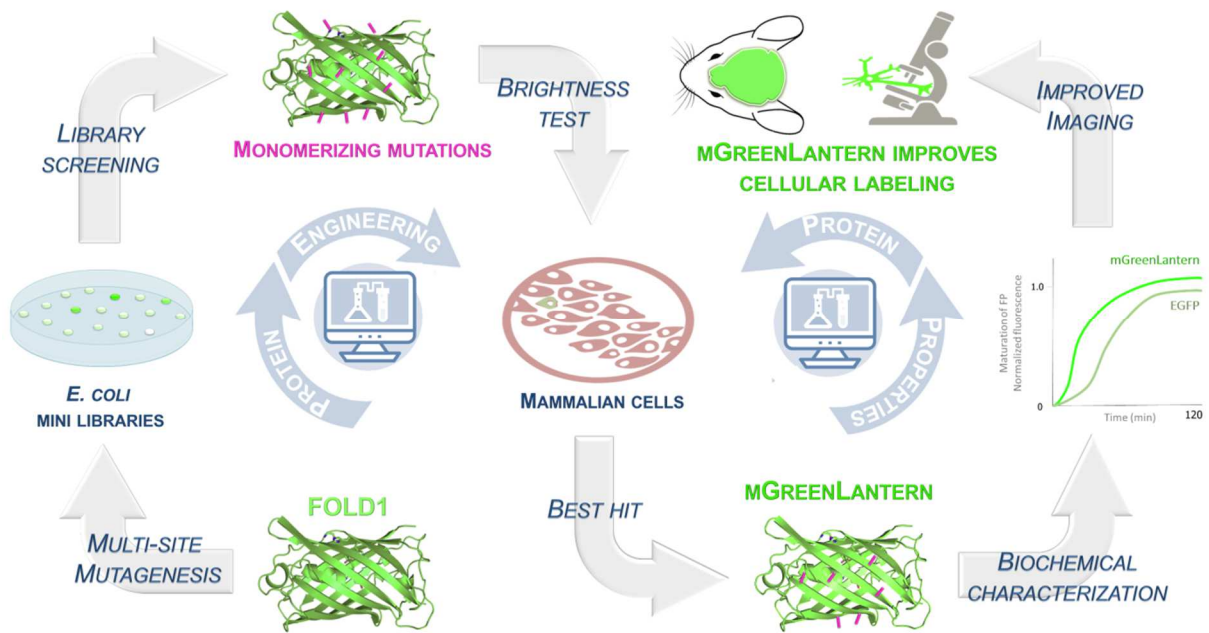 LIBRARY
SCREENING
MONOMERIZING MUTATIONS
BRIGHTNESS
TEST
MGREENLANTERN IMPROVES
CELLULAR LABELING
IMPROVED
IMAGING
PROTEIN
ENGINEERING
PROTEIN
PROPERTIES
E. COLI
MINI LIBRARIES
MAMMALIAN CELLS
mGreenLantern
EGFP
1.0
0
Maturation of FP
Normalized fluorescence
Time (min)
120
MULTI-SITE
MUTAGENESIS
FOLD1
BEST HIT
MGREENLANTERN
BIOCHEMICAL
CHARACTERIZATION